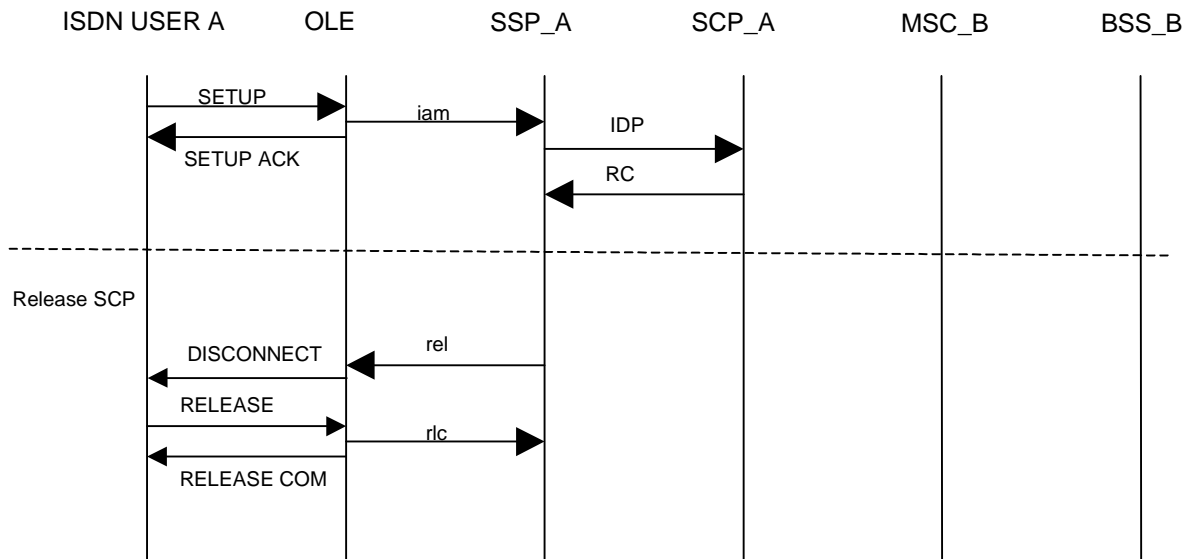 ISDN USER A OLE SSP_A SCP_A MSC_B BSS_B
SETUP
iam
IDP
SETUP ACK
RC
Release SCP
rel
DISCONNECT
RELEASE
rlc
RELEASE COM